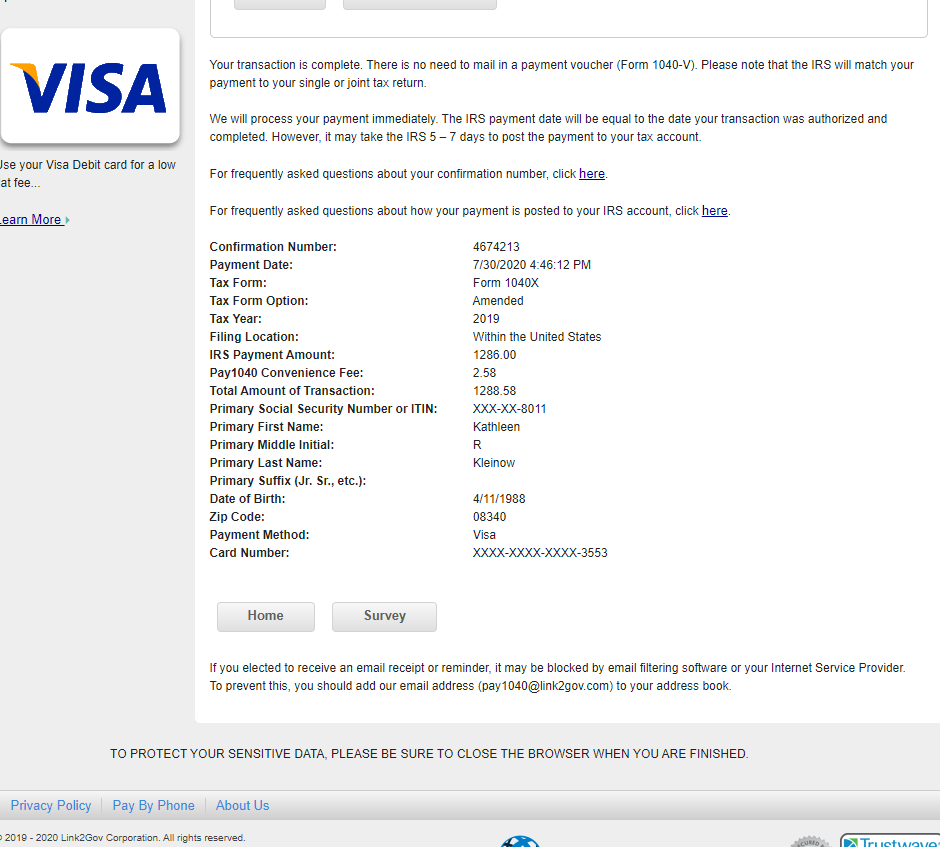 VISA
Use your Visa Debit card for a low
at fee...
Learn More
Your transaction is complete. There is no need to mail in a payment voucher (Form 1040-V). Please note that the IRS will match your
payment to your single or joint tax return.
We will process your payment immediately. The IRS payment date will be equal to the date your transaction was authorized and
completed. However, it may take the IRS 5 – 7 days to post the payment to your tax account.
For frequently asked questions about your confirmation number, click here.
For frequently asked questions about how your payment is posted to your IRS account, click here.
Confirmation Number: 4674213
Payment Date: 7/30/2020 4:46:12 PM
Tax Form: Form 1040X
Tax Form Option: Amended
Tax Year: 2019
Filing Location: Within the United States
IRS Payment Amount: 1286.00
Pay1040 Convenience Fee: 2.58
Total Amount of Transaction: 1288.58
Primary Social Security Number or ITIN: XXX-XX-8011
Primary First Name: Kathleen
Primary Middle Initial: R
Primary Last Name: Kleinow
Primary Suffix (Jr. Sr., etc.):
Date of Birth: 4/11/1988
Zip Code: 08340
Payment Method: Visa
Card Number: XXXX-XXXX-XXXX-3553
Home Survey
If you elected to receive an email receipt or reminder, it may be blocked by email filtering software or your Internet Service Provider.
To prevent this, you should add our email address (pay1040@link2gov.com) to your address book.
TO PROTECT YOUR SENSITIVE DATA, PLEASE BE SURE TO CLOSE THE BROWSER WHEN YOU ARE FINISHED.
Privacy Policy Pay By Phone About Us
© 2019 - 2020 Link2Gov Corporation. All rights reserved.
Trustwave